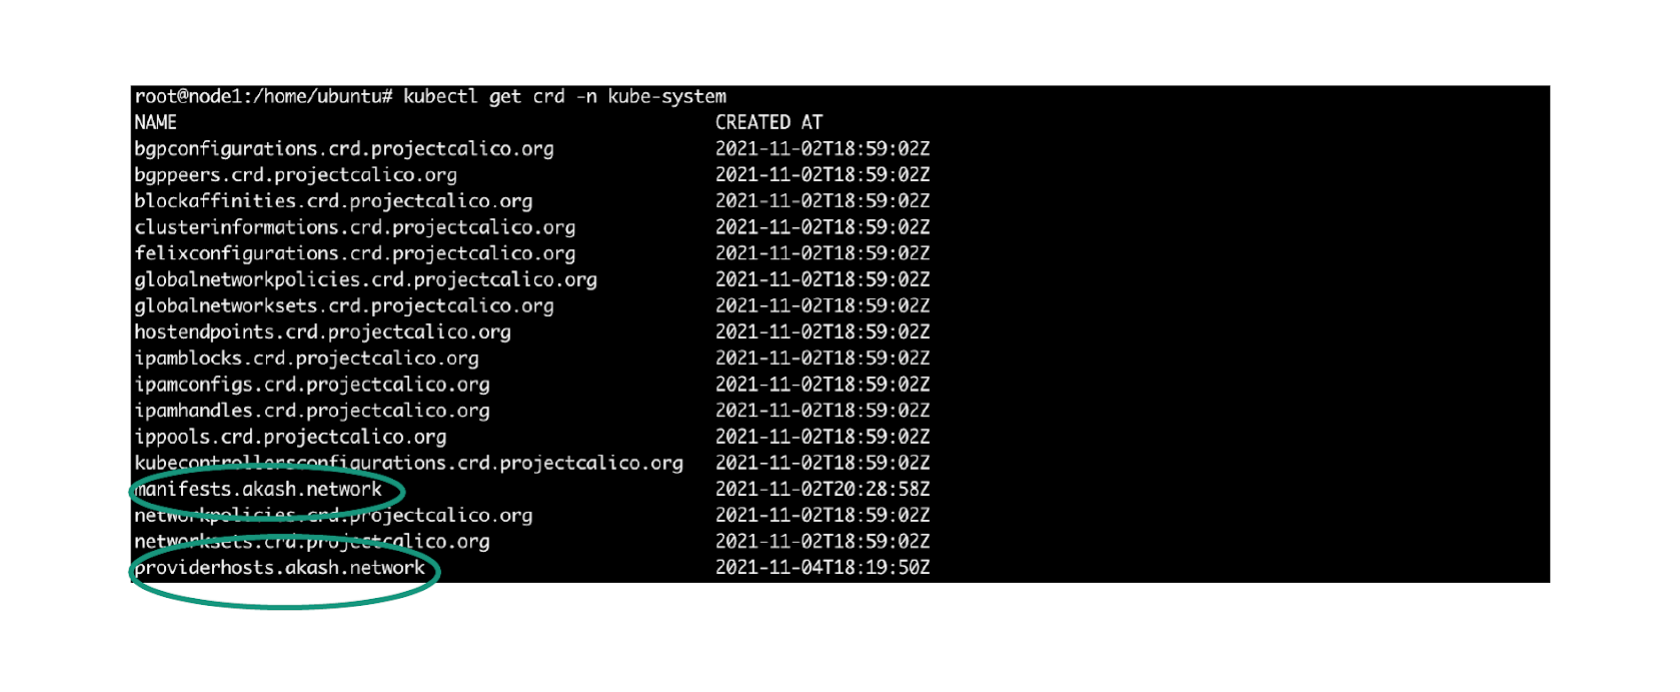 root@node1:/home/ubuntu# kubectl get crd -n kube-system
NAME CREATED AT
bgpconfigurations.crd.projectcalico.org 2021-11-02T18:59:02Z
bgppeers.crd.projectcalico.org 2021-11-02T18:59:02Z
blockaffinities.crd.projectcalico.org 2021-11-02T18:59:02Z
clusterinformations.crd.projectcalico.org 2021-11-02T18:59:02Z
felixconfigurations.crd.projectcalico.org 2021-11-02T18:59:02Z
globalnetworkpolicies.crd.projectcalico.org 2021-11-02T18:59:02Z
globalnetworksets.crd.projectcalico.org 2021-11-02T18:59:02Z
hostendpoints.crd.projectcalico.org 2021-11-02T18:59:02Z
ipamblocks.crd.projectcalico.org 2021-11-02T18:59:02Z
ipamconfigs.crd.projectcalico.org 2021-11-02T18:59:02Z
ipamhandles.crd.projectcalico.org 2021-11-02T18:59:02Z
ippools.crd.projectcalico.org 2021-11-02T18:59:02Z
kubecontrollersconfigurations.crd.projectcalico.org 2021-11-02T18:59:02Z
manifests.akash.network 2021-11-02T20:28:58Z
networkpolicies.crd.projectcalico.org 2021-11-02T18:59:02Z
networksets.crd.projectcalico.org 2021-11-02T18:59:02Z
providerhosts.akash.network 2021-11-04T18:19:50Z